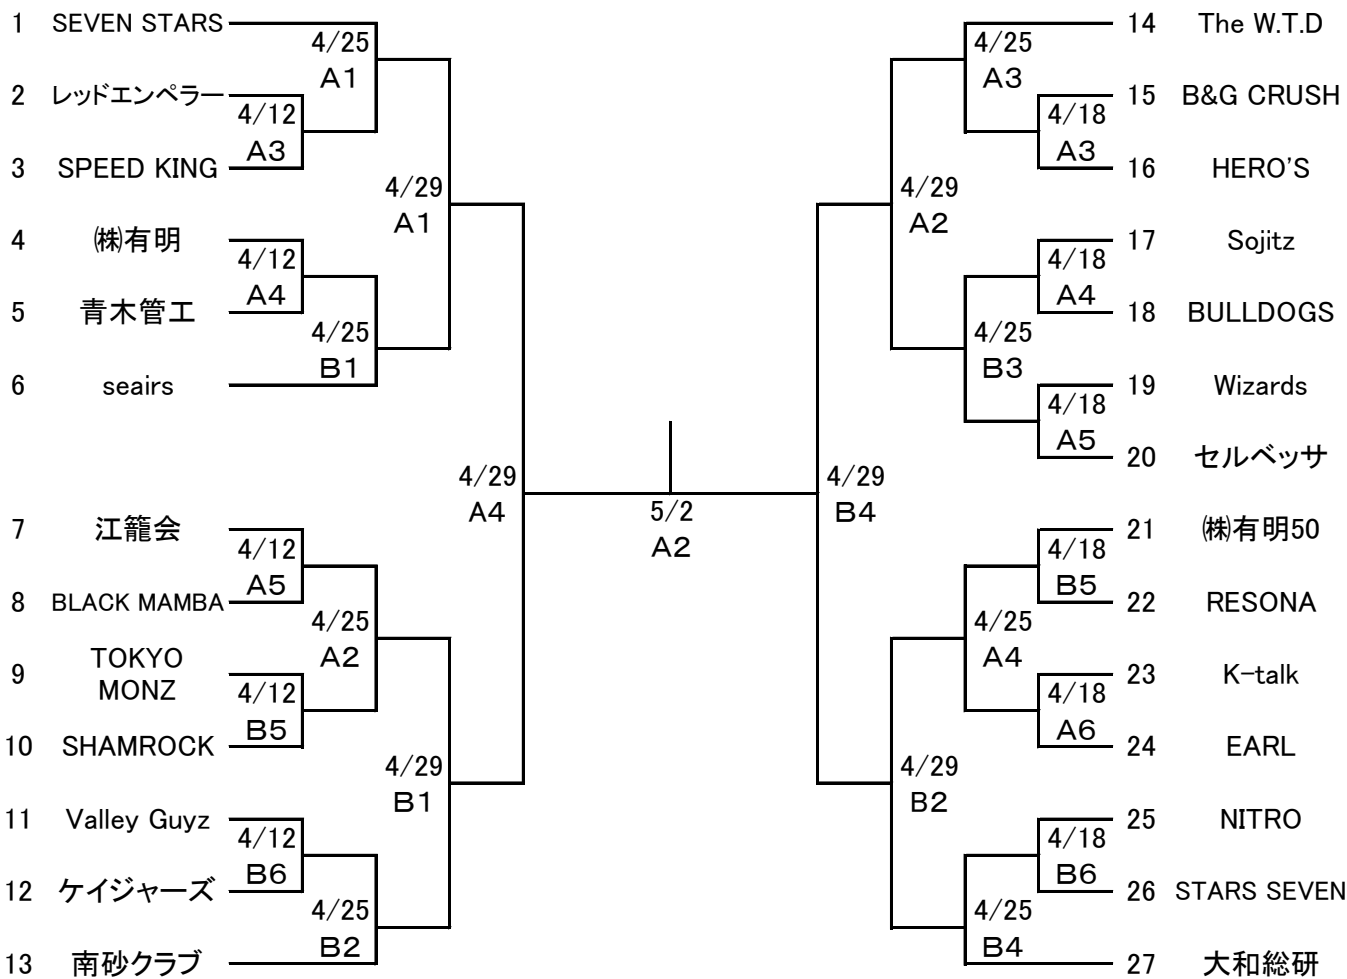 1 SEVEN STARS
4/25
A1
2 レッドエンペラー
4/12
A3
3 SPEED KING
4/29
A1
4 ㈱有明
4/12
A4
5 青木管工
4/25
B1
6 seairs
4/29
A4
7 江籠会
4/12
A5
8 BLACK MAMBA
4/25
A2
9 TOKYO
MONZ
4/12
B5
10 SHAMROCK
4/29
B1
11 Valley Guyz
4/12
B6
12 ケイジャーズ
4/25
B2
13 南砂クラブ
5/2
A2
14 The W.T.D
4/25
A3
15 B&G CRUSH
4/18
A3
16 HERO'S
4/29
A2
17 Sojitz
4/18
A4
18 BULLDOGS
4/25
B3
19 Wizards
4/18
A5
20 セルベッサ
4/29
B4
21 ㈱有明50
4/18
B5
22 RESONA
4/25
A4
23 K-talk
4/18
A6
24 EARL
4/29
B2
25 NITRO
4/18
B6
26 STARS SEVEN
4/25
B4
27 大和総研